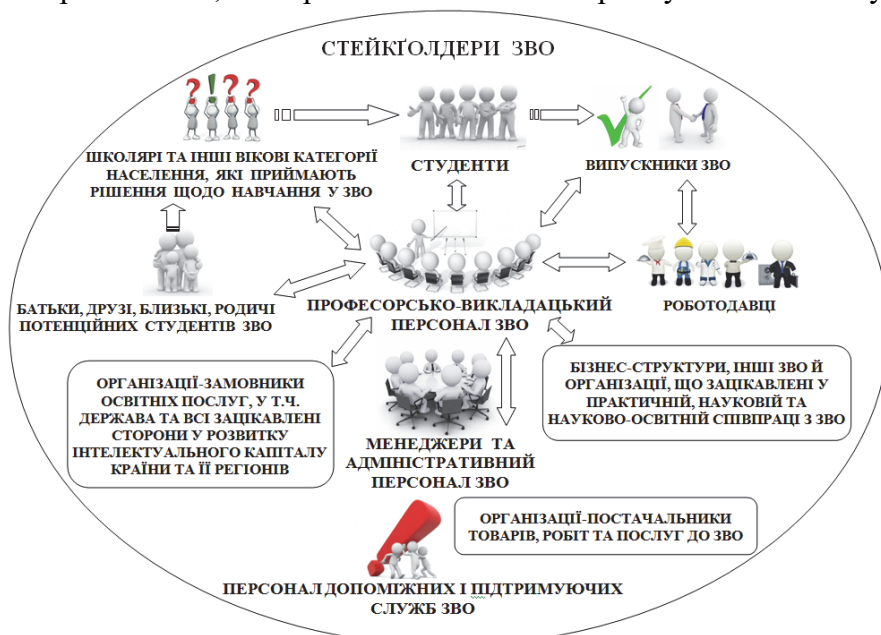 СТЕЙКҐОЛДЕРИ ЗВО
ШКОЛЯРІ ТА ІНШІ ВІКОВІ КАТЕГОРІЇ
НАСЕЛЕННЯ, ЯКІ ПРИЙМАЮТЬ
РІШЕННЯ ЩОДО НАВЧАННЯ У ЗВО
СТУДЕНТИ
ВИПУСКНИКИ ЗВО
БАТЬКИ, ДРУЗІ, БЛИЗЬКІ, РОДИЧІ
ПОТЕНЦІЙНИХ СТУДЕНТІВ ЗВО
ПРОФЕСОРСЬКО-ВИКЛАДАЦЬКИЙ
ПЕРСОНАЛ ЗВО
РОБОТОДАВЦІ
ОРГАНІЗАЦІЇ-ЗАМОВНИКИ
ОСВІТНІХ ПОСЛУГ, У Т.Ч.
ДЕРЖАВА ТА ВСІ ЗАЦІКАВЛЕНІ
СТОРОНИ У РОЗВИТКУ
ІНТЕЛЕКТУАЛЬНОГО КАПІТАЛУ
КРАЇНИ ТА ЇЇ РЕГІОНІВ
БІЗНЕС-СТРУКТУРИ, ІНШІ ЗВО Й
ОРГАНІЗАЦІЇ, ЩО ЗАЦІКАВЛЕНІ У
ПРАКТИЧНІЙ, НАУКОВІЙ ТА
НАУКОВО-ОСВІТНІЙ СПІВПРАЦІ З ЗВО
МЕНЕДЖЕРИ ТА
АДМІНІСТРАТИВНИЙ
ПЕРСОНАЛ ЗВО
ОРГАНІЗАЦІЇ-ПОСТАЧАЛЬНИКИ
ТОВАРІВ, РОБІТ ТА ПОСЛУГ ДО ЗВО
ПЕРСОНАЛ ДОПОМІЖНИХ І ПІДТРИМУЮЧИХ
СЛУЖБ ЗВО